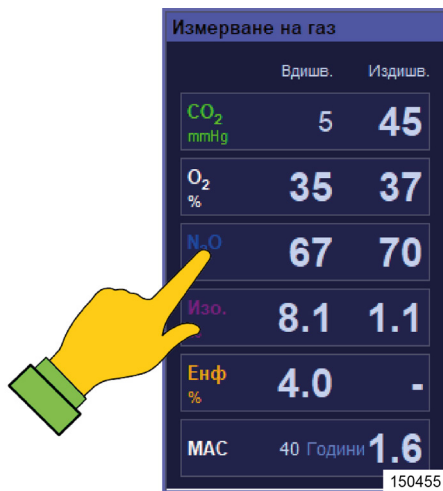 Измерване на газ
Вдишв. Издишв.
CO₂ 5 45
mmHg
O₂ 35 37
%
N₂O 67 70
Изо. 8.1 1.1
Енф 4.0 -
%
MAC 40 Години 1.6
150455